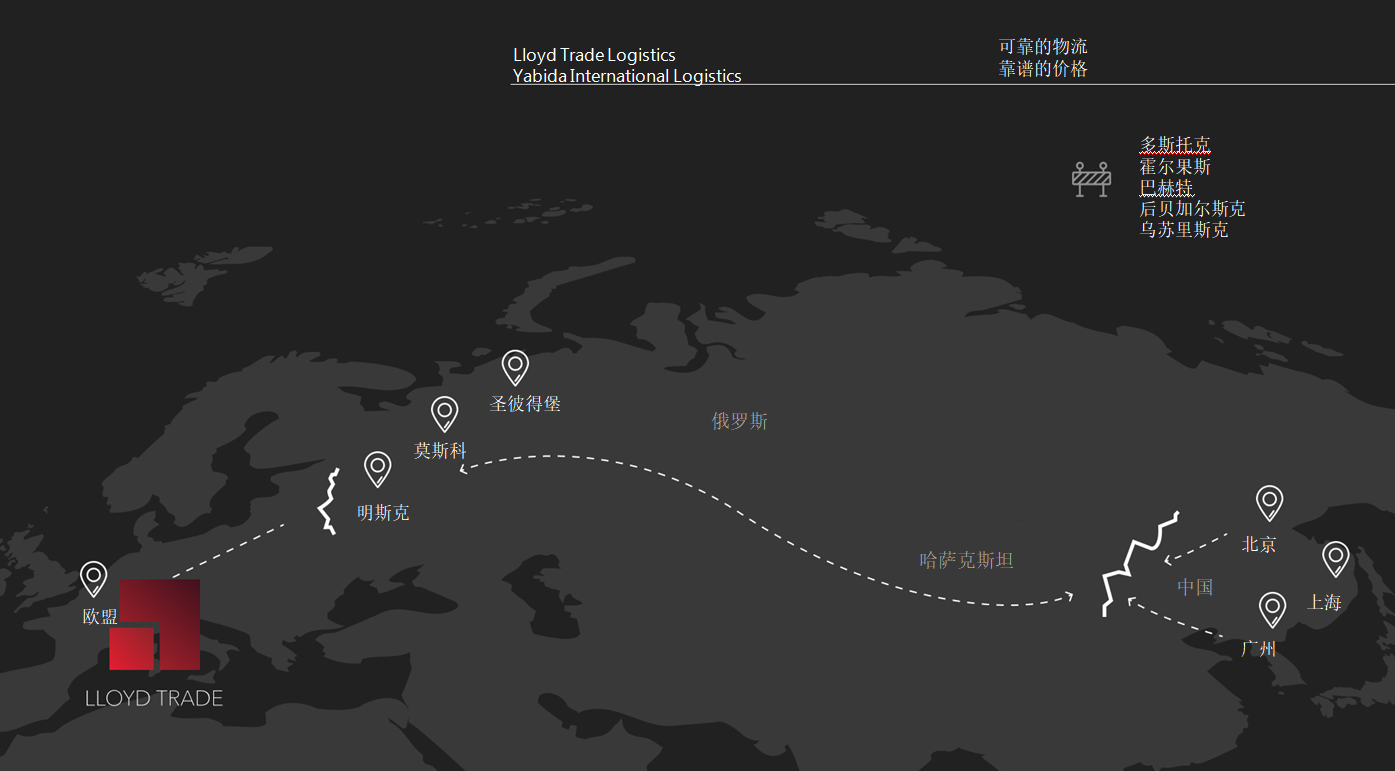 Lloyd Trade Logistics
Yabida International Logistics
可靠的物流
靠谱的价格
多斯托克
霍尔果斯
巴赫特
后贝加尔斯克
乌苏里斯克
圣彼得堡
俄罗斯
莫斯科
明斯克
北京
哈萨克斯坦
中国
上海
欧盟
广州
LLOYD TRADE